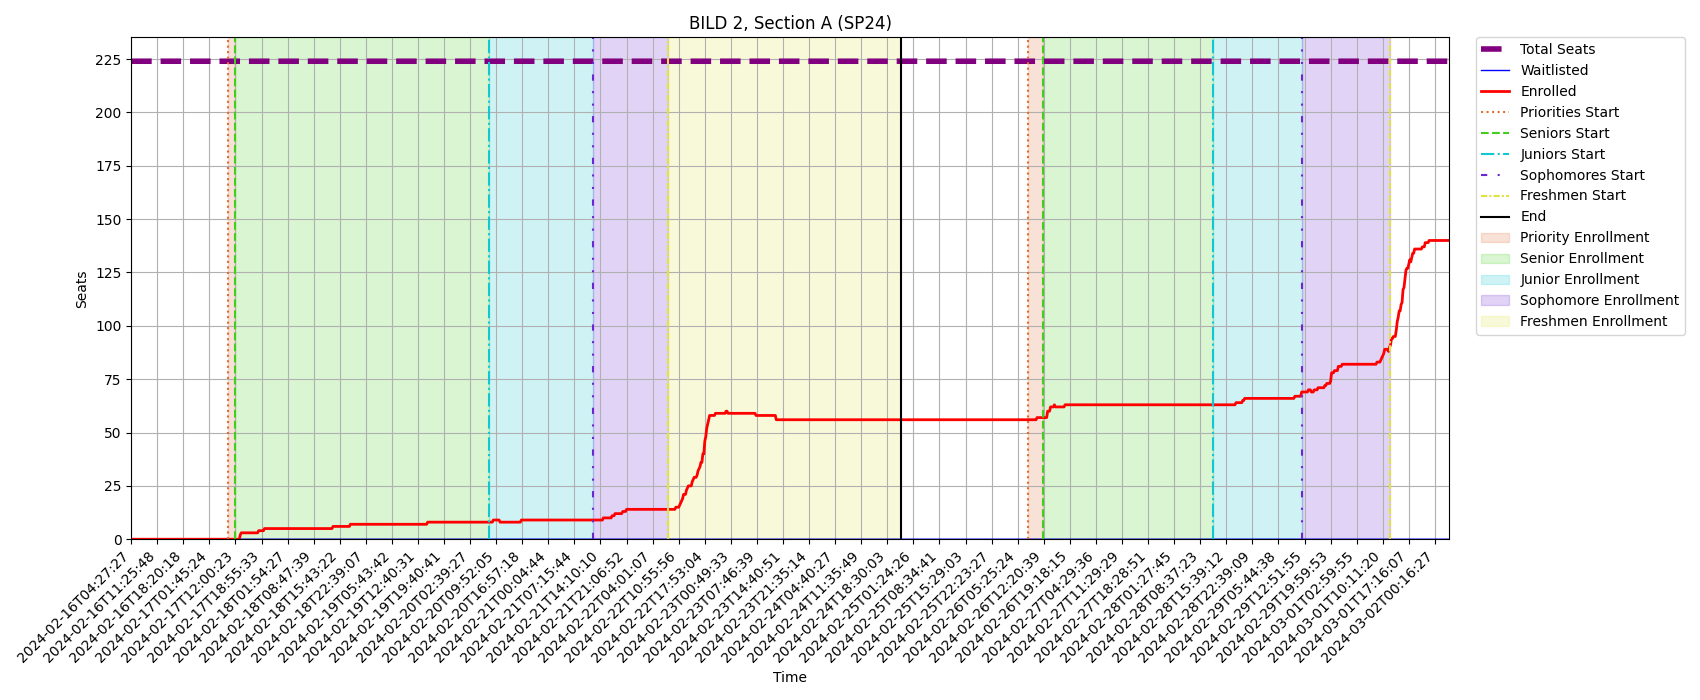 BILD 2, Section A (SP24)
Seats
225
200
175
150
125
100
75
50
25
0
2024-02-16T04:27:27
2024-02-16T11:25:48
2024-02-16T18:20:18
2024-02-17T01:45:24
2024-02-17T12:00:23
2024-02-17T18:55:33
2024-02-18T01:54:27
2024-02-18T08:47:39
2024-02-18T15:43:22
2024-02-18T22:39:07
2024-02-19T05:43:42
2024-02-19T12:40:31
2024-02-19T19:40:41
2024-02-20T02:39:27
2024-02-20T09:52:05
2024-02-20T16:57:18
2024-02-21T00:04:44
2024-02-21T07:15:44
2024-02-21T14:10:16
2024-02-21T21:06:52
2024-02-22T04:01:07
2024-02-22T10:55:56
2024-02-22T17:53:04
2024-02-23T00:49:33
2024-02-23T07:46:39
2024-02-23T14:40:51
2024-02-23T21:35:14
2024-02-24T04:40:27
2024-02-24T11:35:49
2024-02-24T18:30:03
2024-02-25T01:24:26
2024-02-25T08:34:41
2024-02-25T15:29:03
2024-02-25T22:23:27
2024-02-26T05:25:24
2024-02-26T12:20:39
2024-02-26T19:18:15
2024-02-27T04:29:36
2024-02-27T11:29:29
2024-02-27T18:28:51
2024-02-28T01:27:45
2024-02-28T08:37:23
2024-02-28T15:39:12
2024-02-28T22:39:09
2024-02-29T05:44:38
2024-02-29T12:51:55
2024-02-29T19:59:53
2024-03-01T02:59:55
2024-03-01T10:11:20
2024-03-01T17:16:07
2024-03-02T00:16:27
Time
Total Seats
Waitlisted
Enrolled
Priorities Start
Seniors Start
Juniors Start
Sophomores Start
Freshmen Start
End
Priority Enrollment
Senior Enrollment
Junior Enrollment
Sophomore Enrollment
Freshmen Enrollment